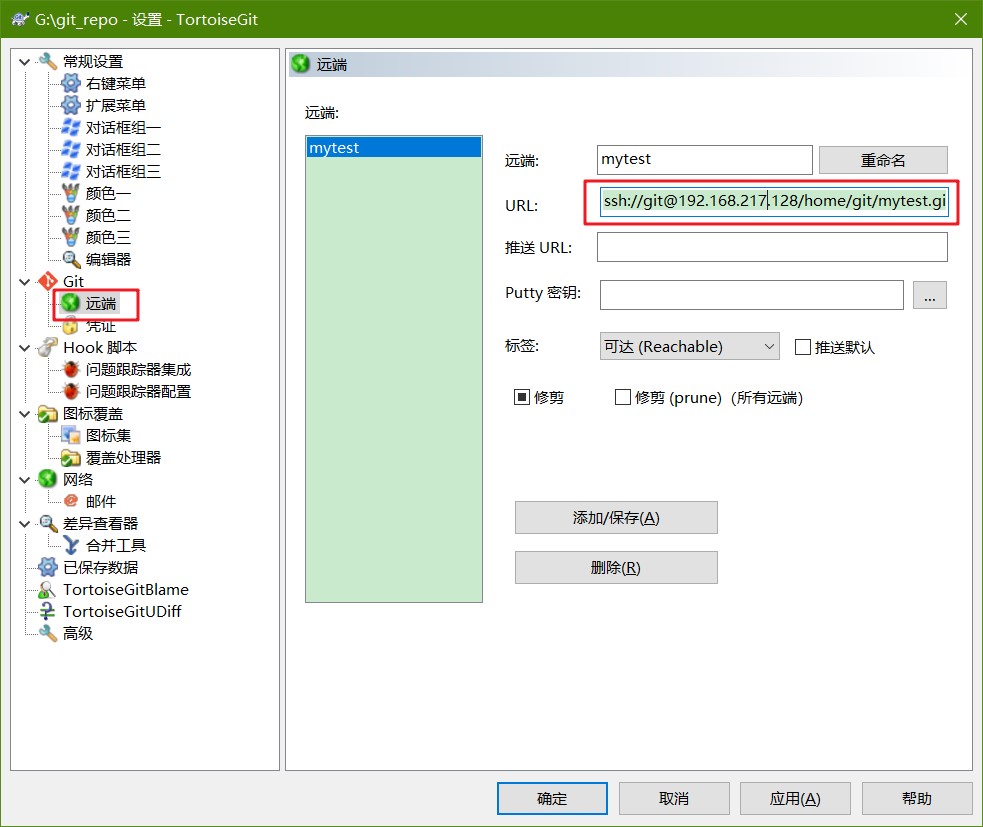 G:\git_repo - 设置 - TortoiseGit
常规设置
右键菜单
扩展菜单
对话框组一
对话框组二
对话框组三
颜色一
颜色二
颜色三
编辑器
Git
远端
凭证
Hook 脚本
问题跟踪器集成
问题跟踪器配置
图标覆盖
图标集
覆盖处理器
网络
邮件
差异查看器
合并工具
已保存数据
TortoiseGitBlame
TortoiseGitUDiff
高级
远端
远端:
mytest
远端: mytest 重命名
URL: ssh://git@192.168.217.128/home/git/mytest.gi
推送 URL:
Putty 密钥: ...
标签: 可达 (Reachable) 推送默认
修剪 修剪 (prune)（所有远端）
添加/保存(A)
删除(R)
确定 取消 应用(A) 帮助